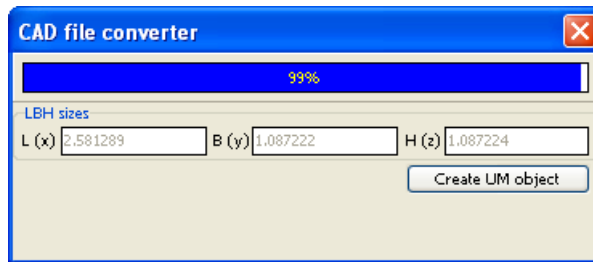 CAD file converter
99%
LBH sizes
L (x) 2.581289 B (y) 1.087222 H (z) 1.087224
Create UM object